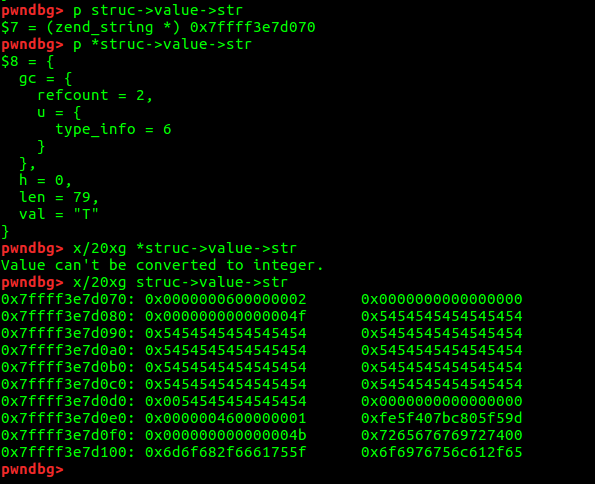 pwndbg> p struc->value->str
$7 = (zend_string *) 0x7ffff3e7d070
pwndbg> p *struc->value->str
$8 = {
  gc = {
    refcount = 2,
    u = {
      type_info = 6
    }
  },
  h = 0,
  len = 79,
  val = "T"
}
pwndbg> x/20xg *struc->value->str
Value can't be converted to integer.
pwndbg> x/20xg struc->value->str
0x7ffff3e7d070: 0x0000000600000002 0x0000000000000000
0x7ffff3e7d080: 0x000000000000004f 0x5454545454545454
0x7ffff3e7d090: 0x5454545454545454 0x5454545454545454
0x7ffff3e7d0a0: 0x5454545454545454 0x5454545454545454
0x7ffff3e7d0b0: 0x5454545454545454 0x5454545454545454
0x7ffff3e7d0c0: 0x5454545454545454 0x5454545454545454
0x7ffff3e7d0d0: 0x0054545454545454 0x0000000000000000
0x7ffff3e7d0e0: 0x0000004600000001 0xfe5f407bc805f59d
0x7ffff3e7d0f0: 0x000000000000004b 0x7265676769727400
0x7ffff3e7d100: 0x6d6f682f6661755f 0x6f6976756c612f65
pwndbg>